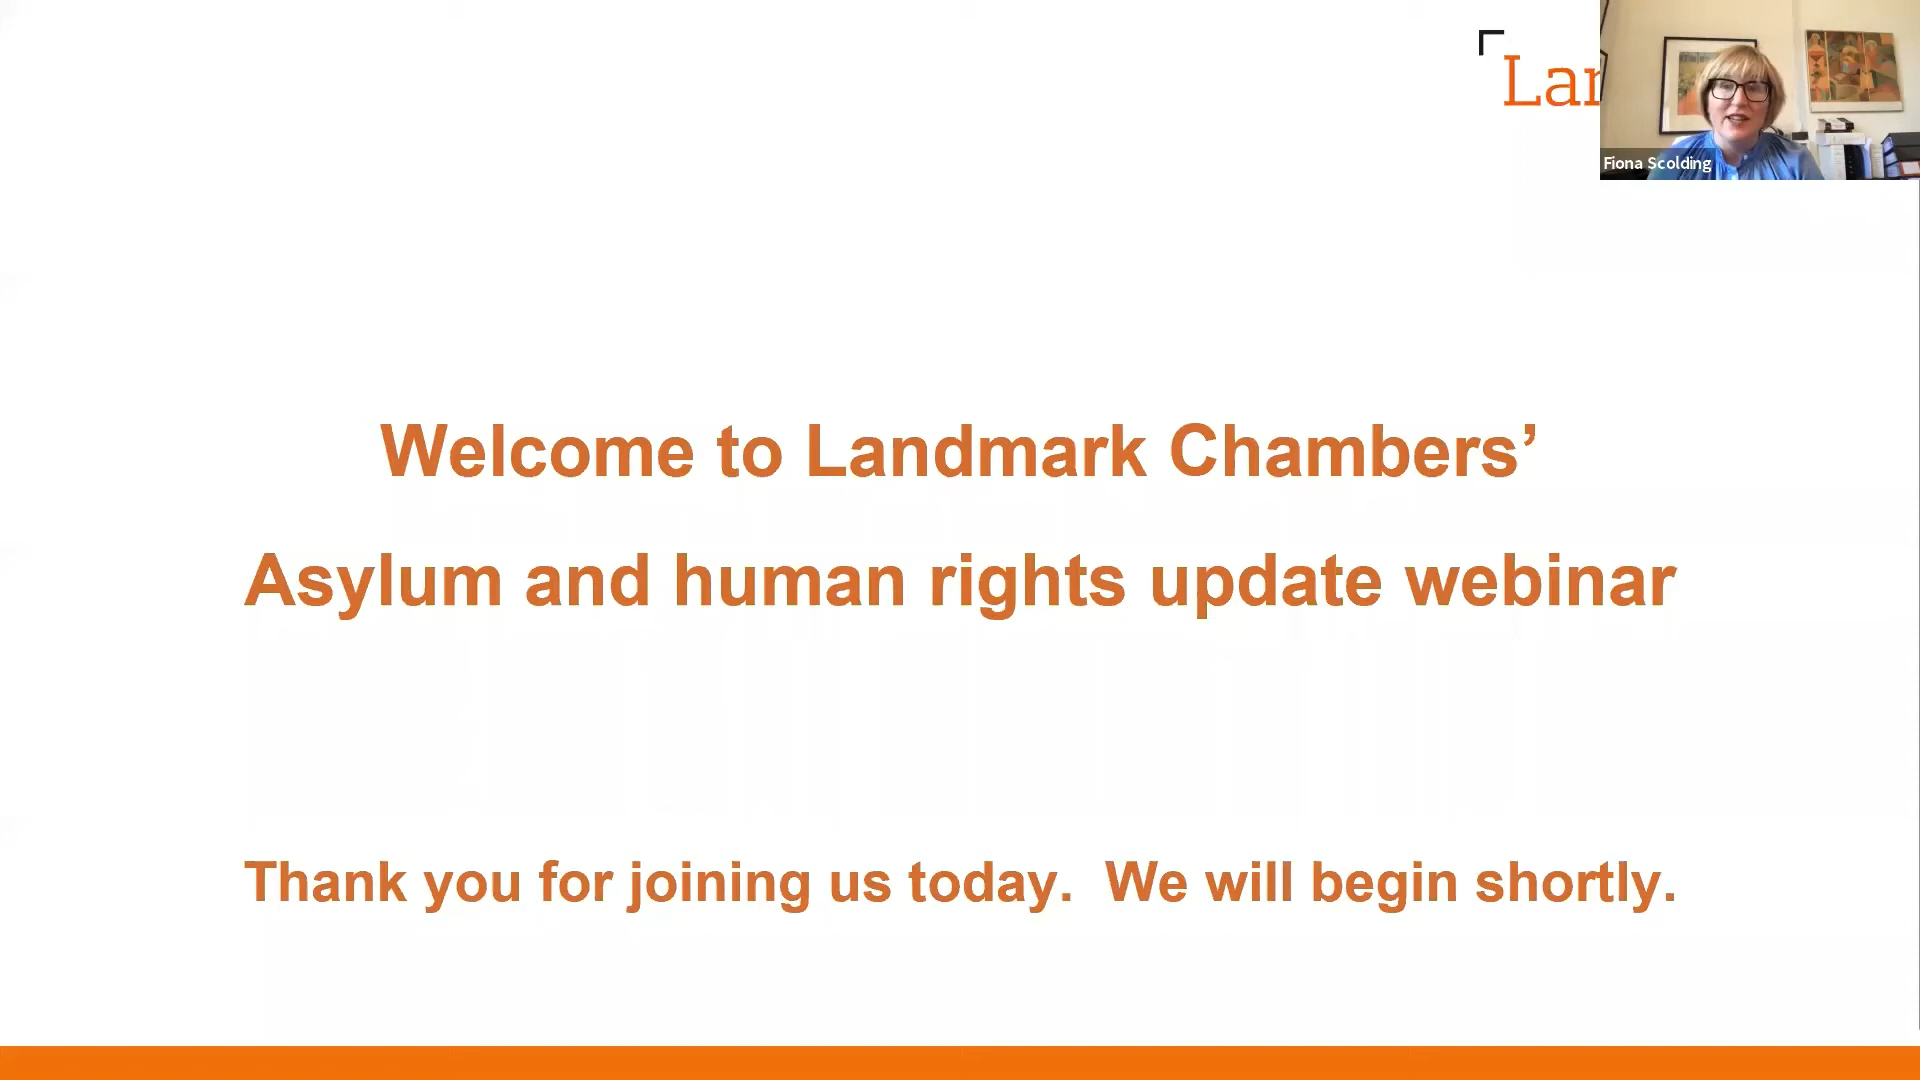 Lan
Fiona Scolding
Welcome to Landmark Chambers’
Asylum and human rights update webinar
Thank you for joining us today.  We will begin shortly.